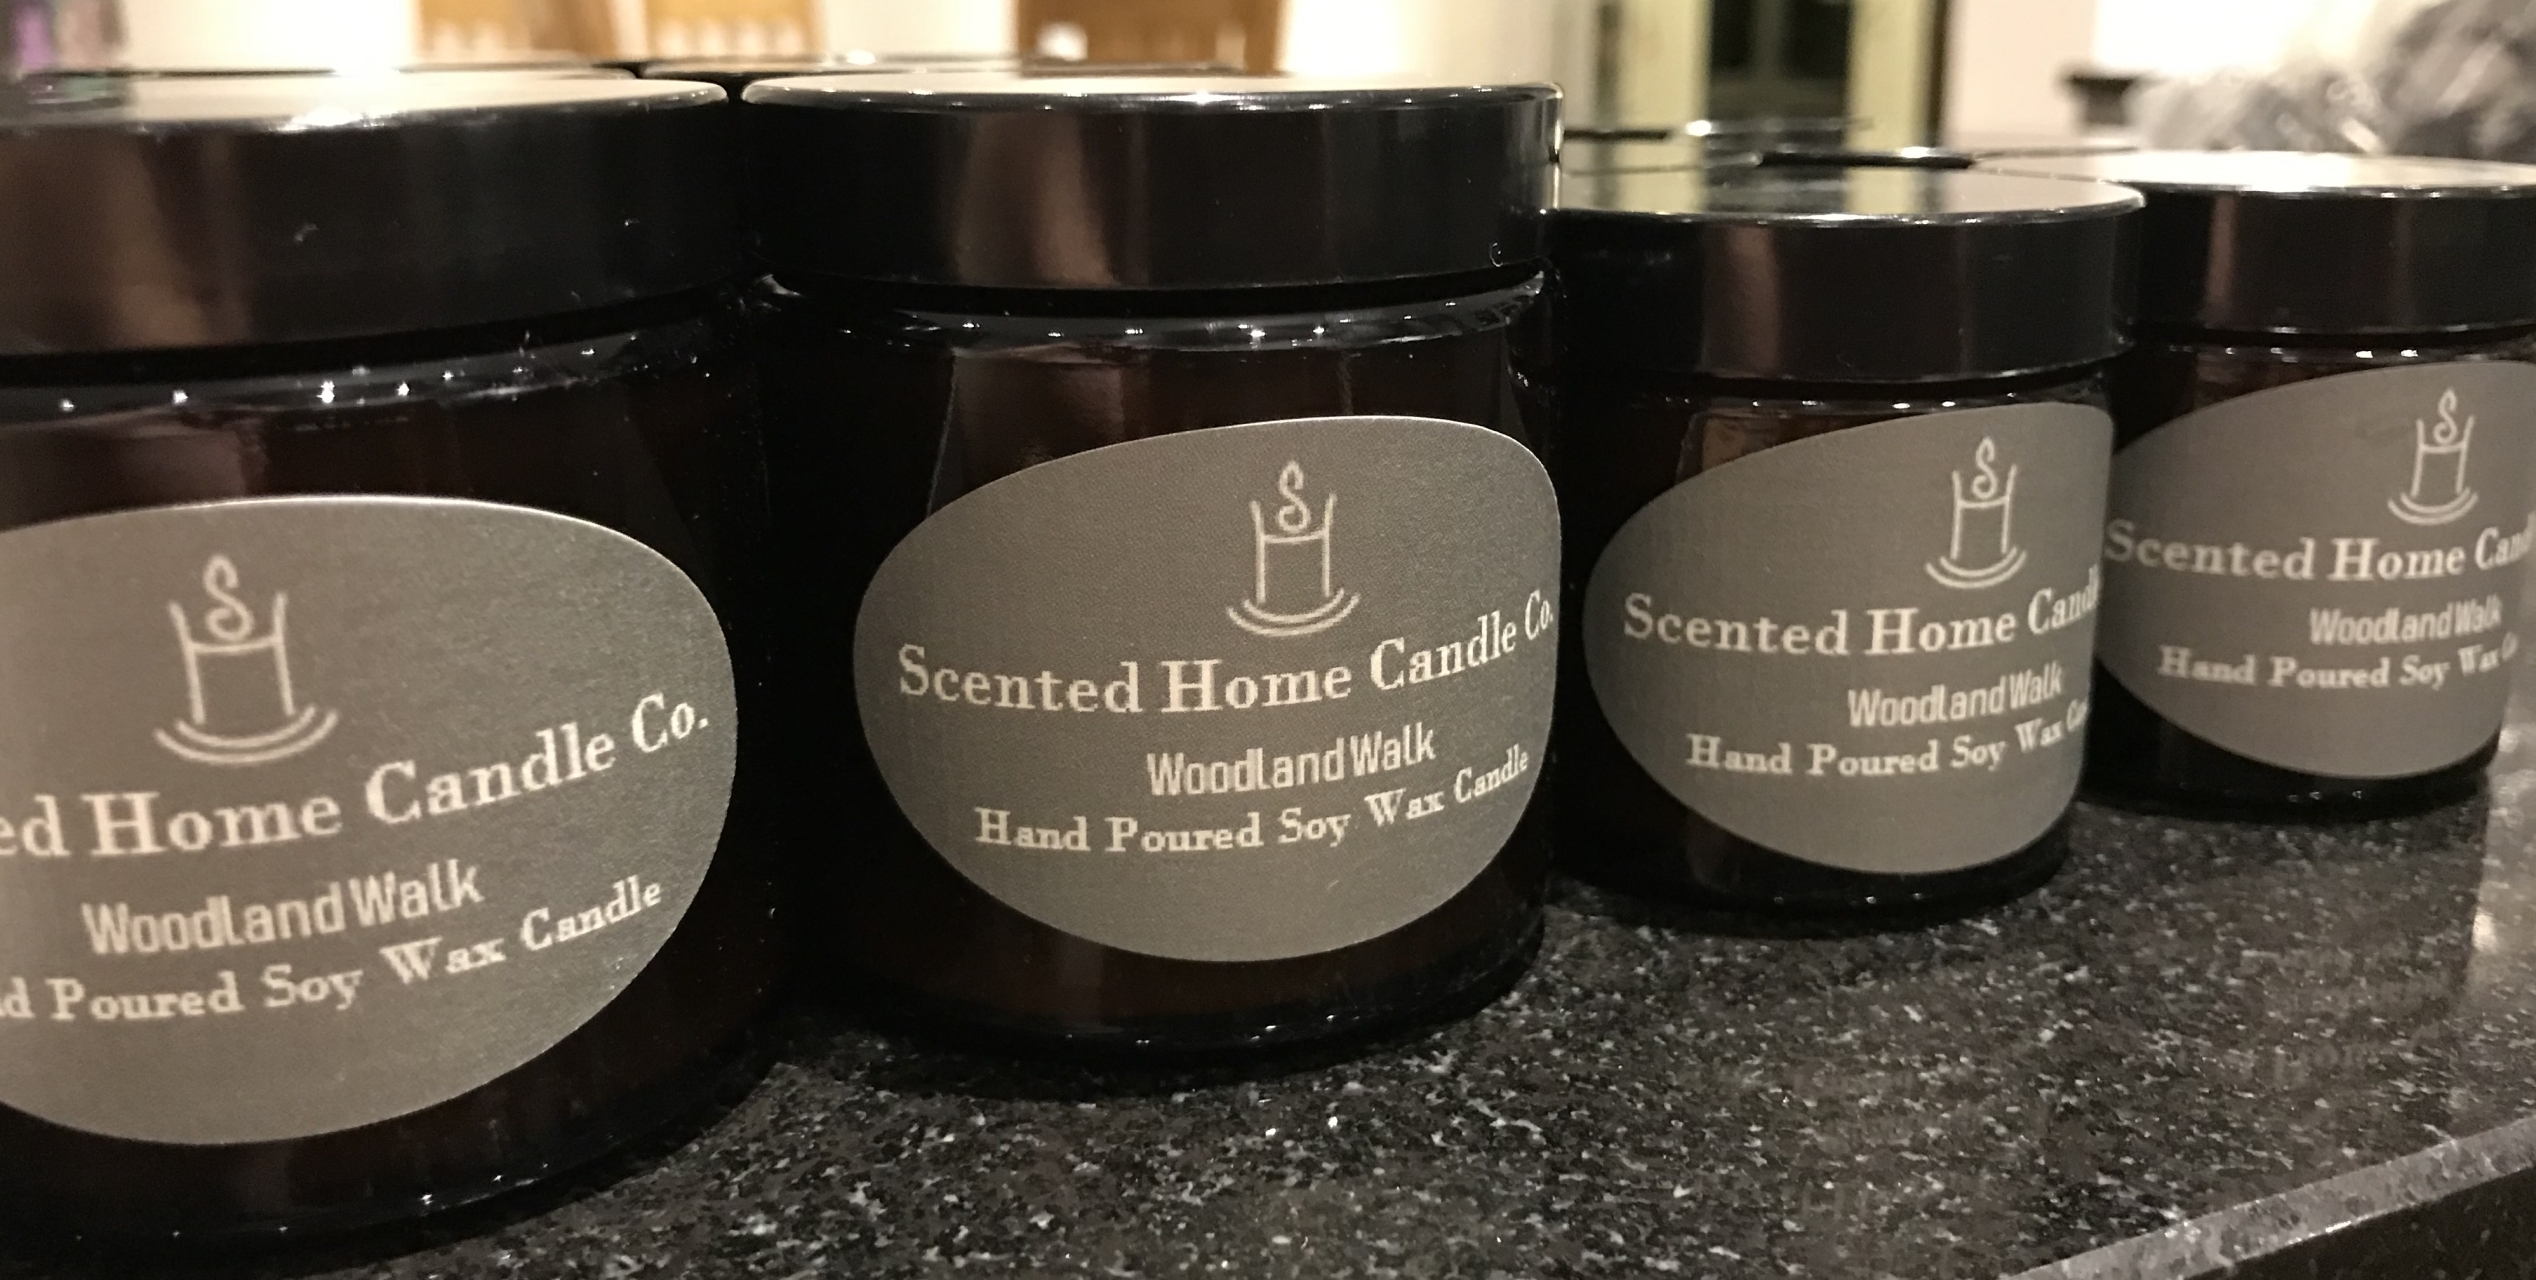 ed Home Candle Co.
Woodland Walk
d Poured Soy Wax Candle
Scented Home Candle Co.
Woodland Walk
Hand Poured Soy Wax Candle
Scented Home Candle
Woodland Walk
Hand Poured Soy Wax Ca
Scented Home Cand
Woodland Walk
Hand Poured Soy Wax C